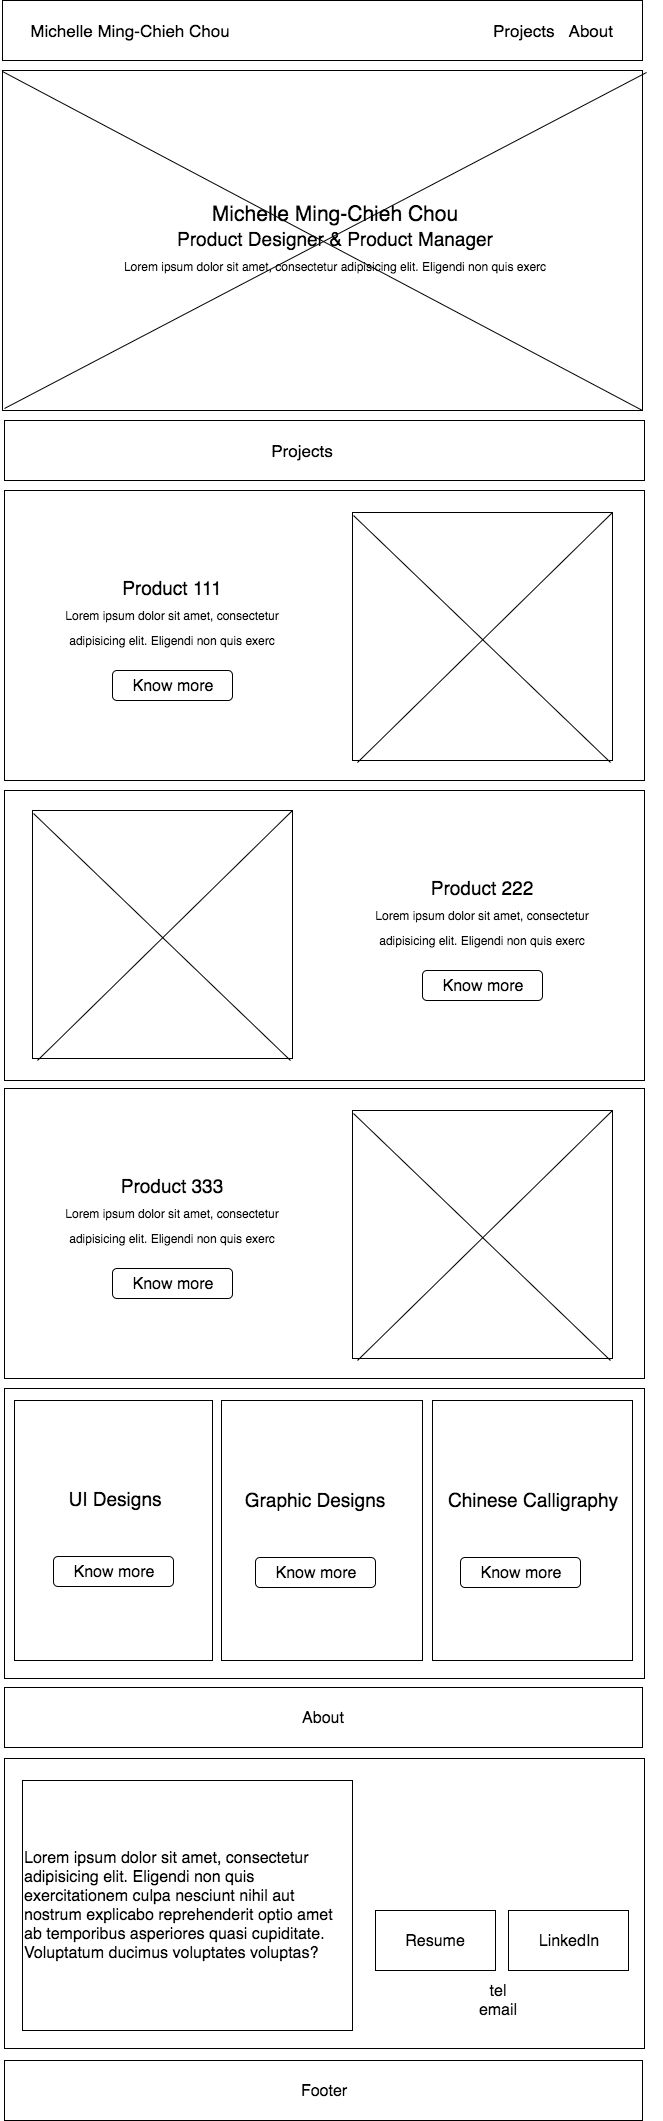 Michelle Ming-Chieh Chou
Projects About
Michelle Ming-Chieh Chou
Product Designer & Product Manager
Lorem ipsum dolor sit amet, consectetur adipisicing elit. Eligendi non quis exerc
Projects
Product 111
Lorem ipsum dolor sit amet, consectetur
adipisicing elit. Eligendi non quis exerc
Know more
Product 222
Lorem ipsum dolor sit amet, consectetur
adipisicing elit. Eligendi non quis exerc
Know more
Product 333
Lorem ipsum dolor sit amet, consectetur
adipisicing elit. Eligendi non quis exerc
Know more
UI Designs
Know more
Graphic Designs
Know more
Chinese Calligraphy
Know more
About
Lorem ipsum dolor sit amet, consectetur
adipisicing elit. Eligendi non quis
exercitationem culpa nesciunt nihil aut
nostrum explicabo reprehenderit optio amet
ab temporibus asperiores quasi cupiditate.
Voluptatum ducimus voluptates voluptas?
Resume
LinkedIn
tel
email
Footer